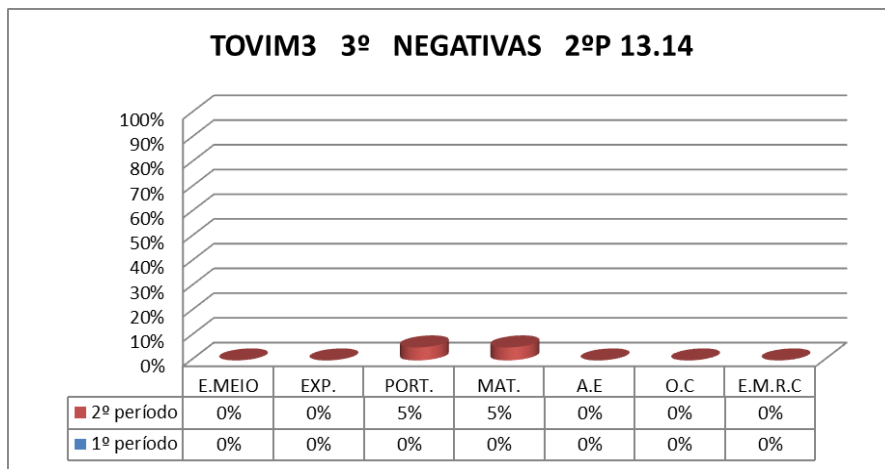 TOVIM3 3º NEGATIVAS 2ºP 13.14
100%
90%
80%
70%
60%
50%
40%
30%
20%
10%
0%
E.MEIO EXP. PORT. MAT. A.E O.C E.M.R.C
2º período 0% 0% 5% 5% 0% 0% 0%
1º período 0% 0% 0% 0% 0% 0% 0%